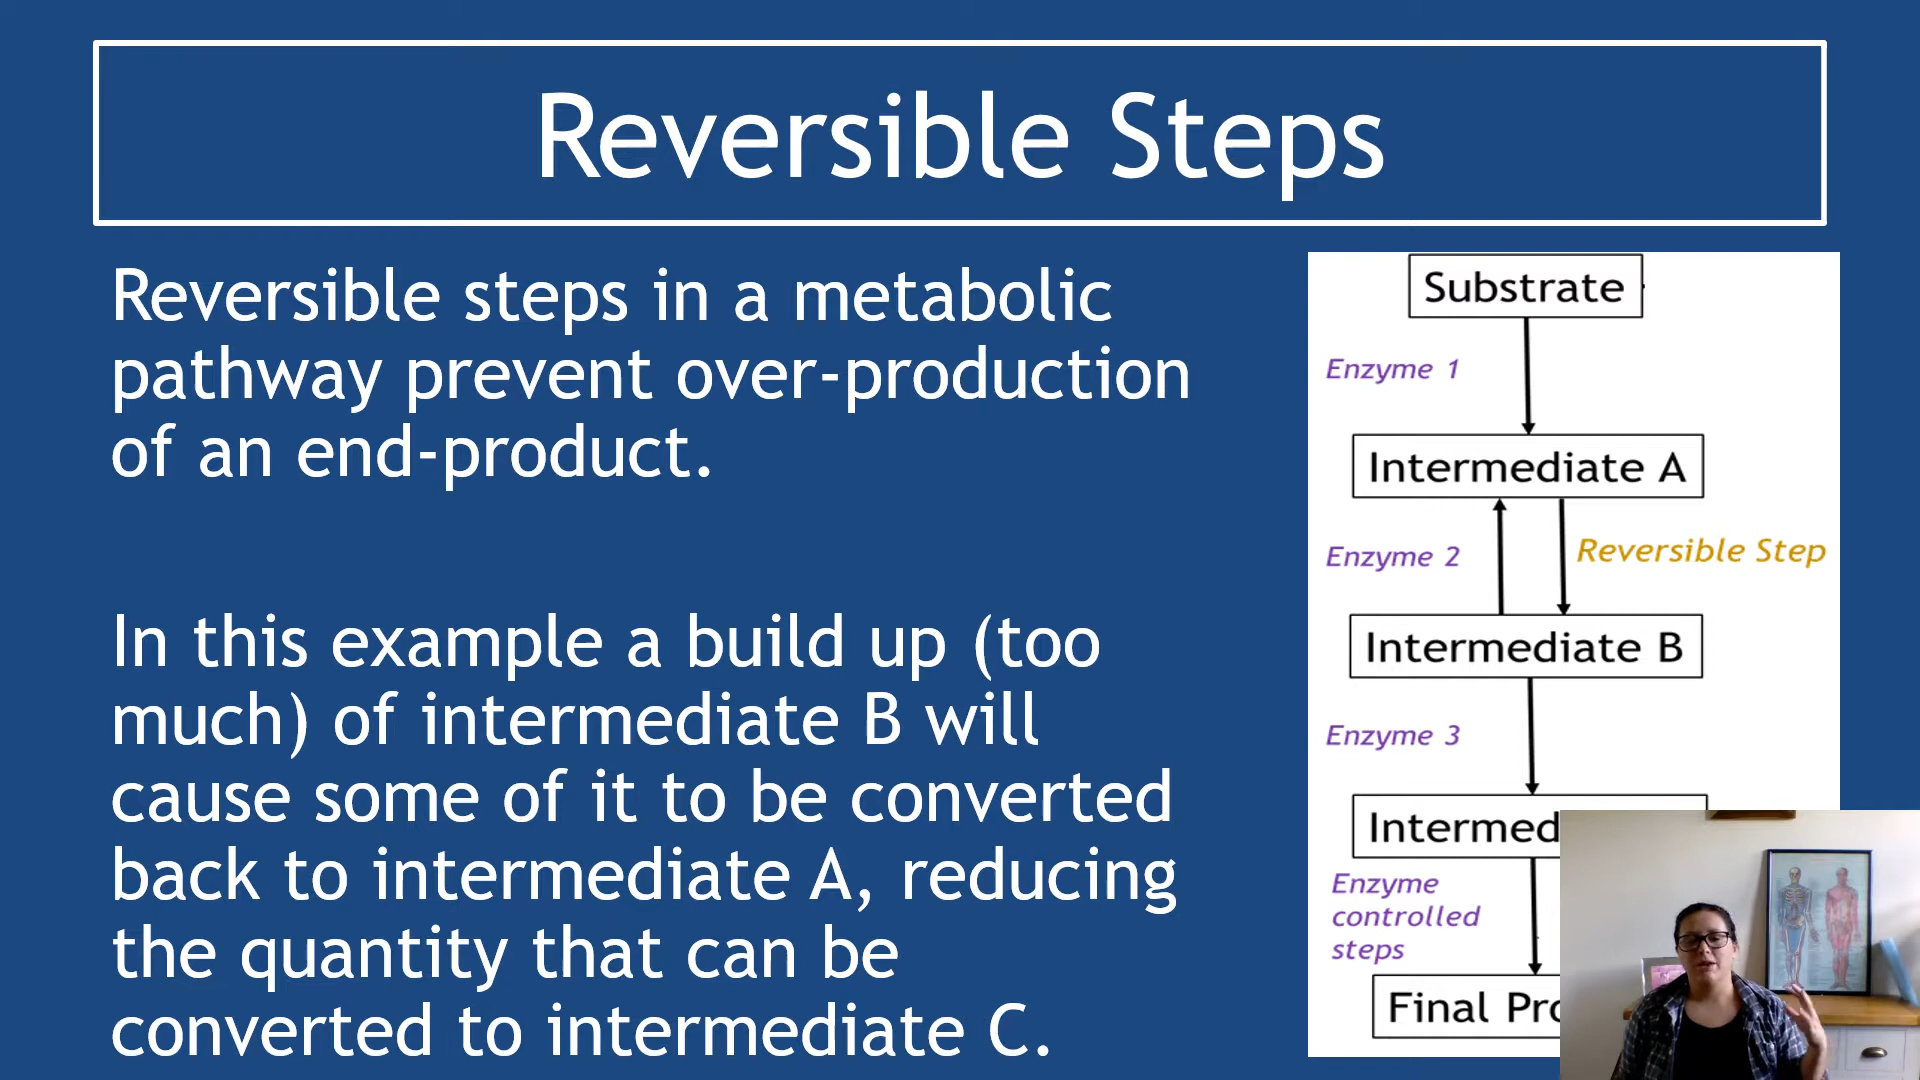 Reversible Steps
Reversible steps in a metabolic
pathway prevent over-production
of an end-product.
In this example a build up (too
much) of intermediate B will
cause some of it to be converted
back to intermediate A, reducing
the quantity that can be
converted to intermediate C.
Substrate
Enzyme 1
Intermediate A
Enzyme 2
Reversible Step
Intermediate B
Enzyme 3
Intermed
Enzyme
controlled
steps
Final Pro